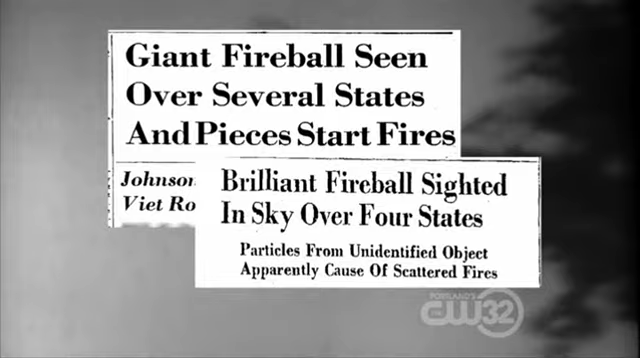 Giant Fireball Seen
Over Several States
And Pieces Start Fires
Johnson
Viet Ro
Brilliant Fireball Sighted
In Sky Over Four States
Particles From Unidentified Object
Apparently Cause Of Scattered Fires
PORTLAND'S
CW32